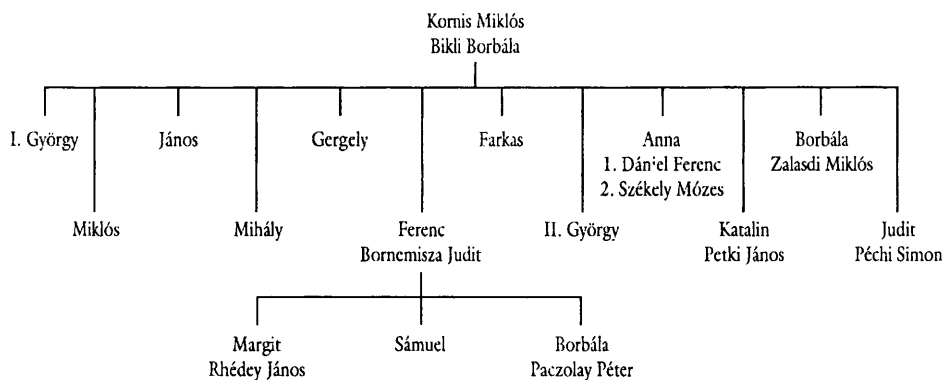 Kornis Miklós
Bikli Borbála
I. György
János
Gergely
Farkas
Anna
1. Dániel Ferenc
2. Székely Mózes
Borbála
Zalasdi Miklós
Miklós
Mihály
Ferenc
Bornemisza Judit
II. György
Katalin
Petki János
Judit
Péchi Simon
Margit
Rhédey János
Sámuel
Borbála
Paczolay Péter